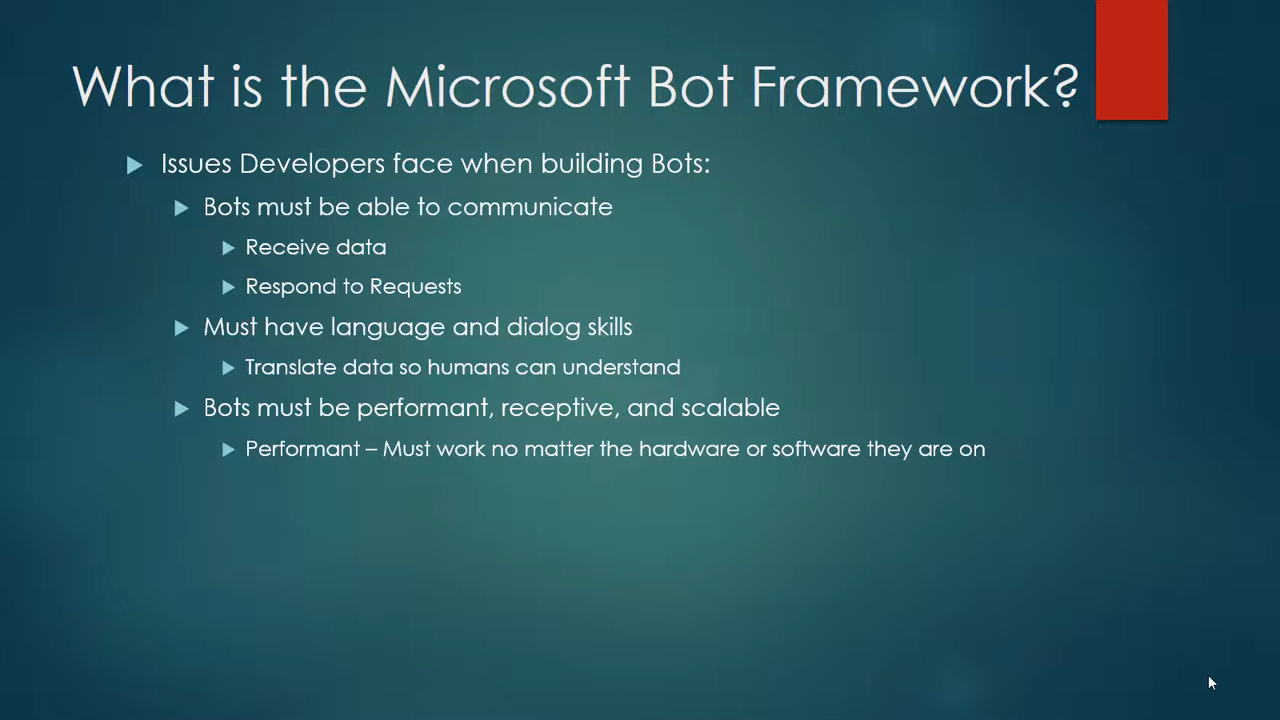 What is the Microsoft Bot Framework?
Issues Developers face when building Bots:
Bots must be able to communicate
Receive data
Respond to Requests
Must have language and dialog skills
Translate data so humans can understand
Bots must be performant, receptive, and scalable
Performant – Must work no matter the hardware or software they are on